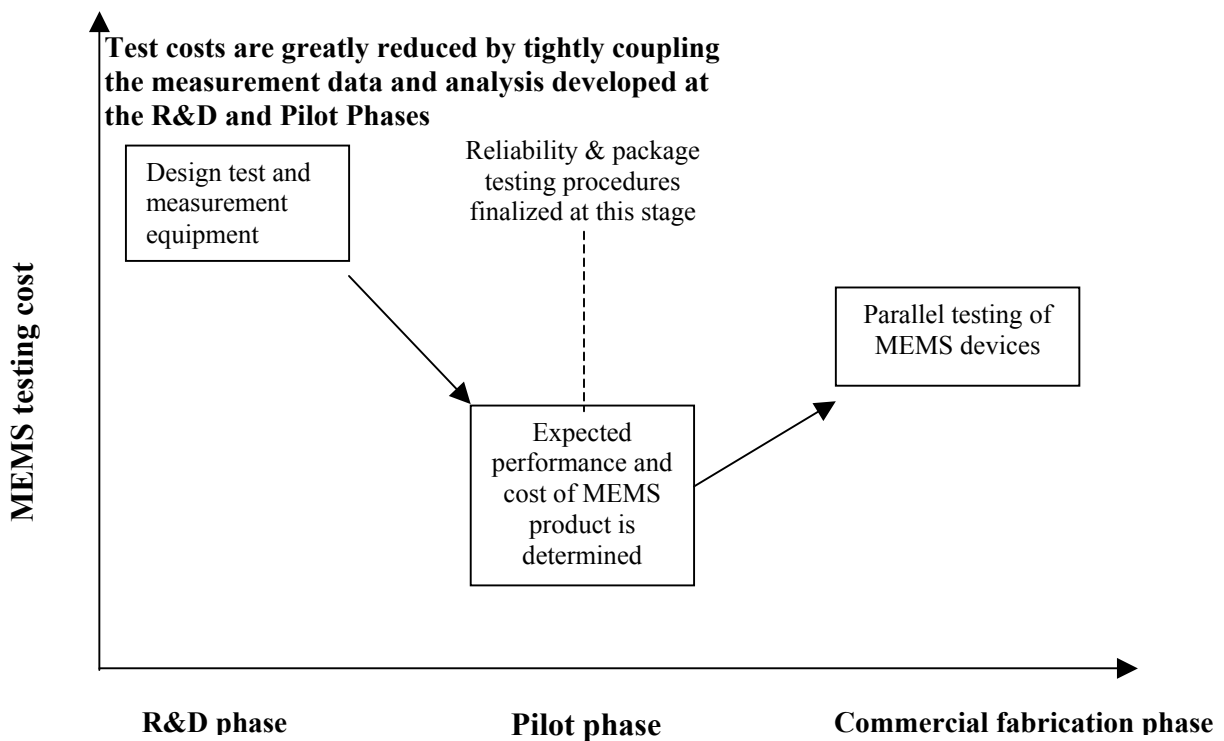 Test costs are greatly reduced by tightly coupling
the measurement data and analysis developed at
the R&D and Pilot Phases
Design test and
measurement
equipment
Reliability & package
testing procedures
finalized at this stage
Parallel testing of
MEMS devices
Expected
performance and
cost of MEMS
product is
determined
MEMS testing cost
R&D phase
Pilot phase
Commercial fabrication phase